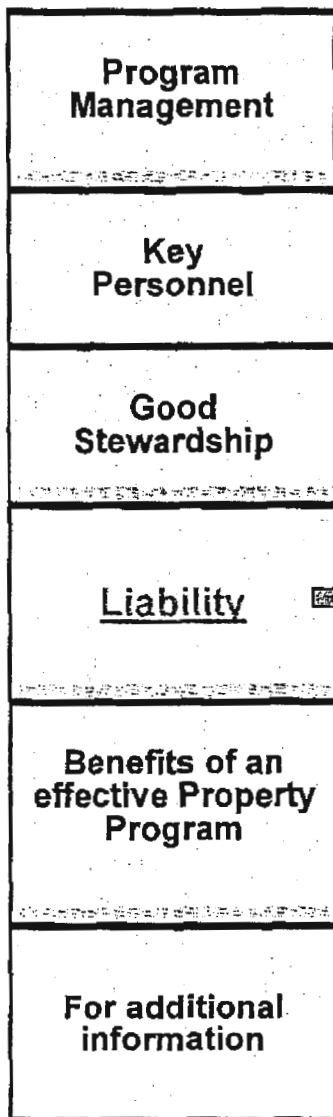 Program
Management
Key
Personnel
Good
Stewardship
Liability
Benefits of an
effective Property
Program
For additional
information